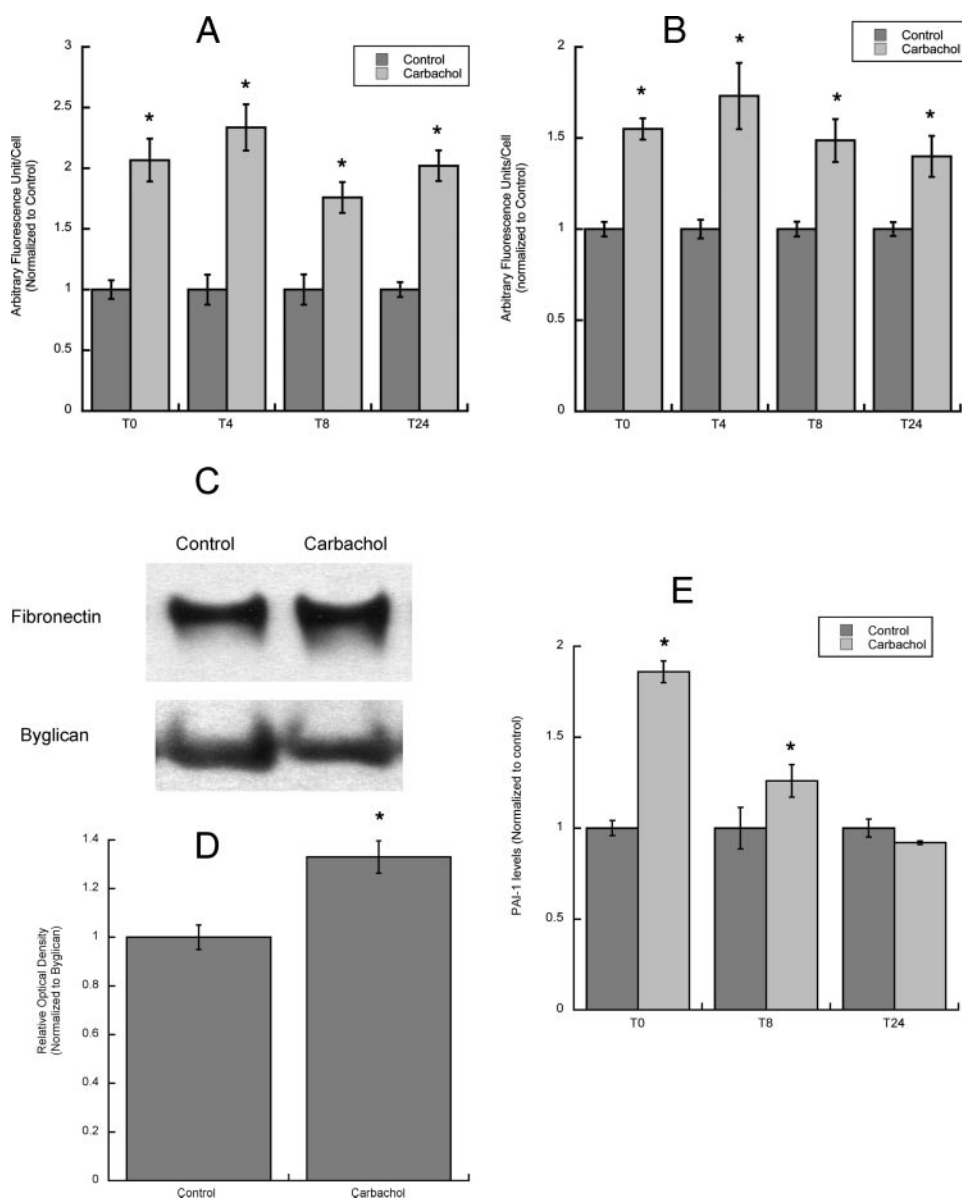 A
3
2.5
2
1.5
1
0.5
0
Arbitrary Fluorescence Unit/Cell
(Normalized to Control)
Control
Carbachol
*
*
*
*
T0
T4
T8
T24
B
2
1.5
1
0.5
0
Arbitrary Fluorescence Units/Cell
(normalized to Control)
Control
Carbachol
*
*
*
*
T0
T4
T8
T24
C
Control Carbachol
Fibronectin
Byglican
D
1.4
1.2
1
0.8
0.6
0.4
0.2
0
Relative Optical Density
(Normalized to Byglican)
*
Control
Carbachol
E
2
1.5
1
0.5
0
PAI-1 levels (Normalized to control)
Control
Carbachol
*
*
T0
T8
T24